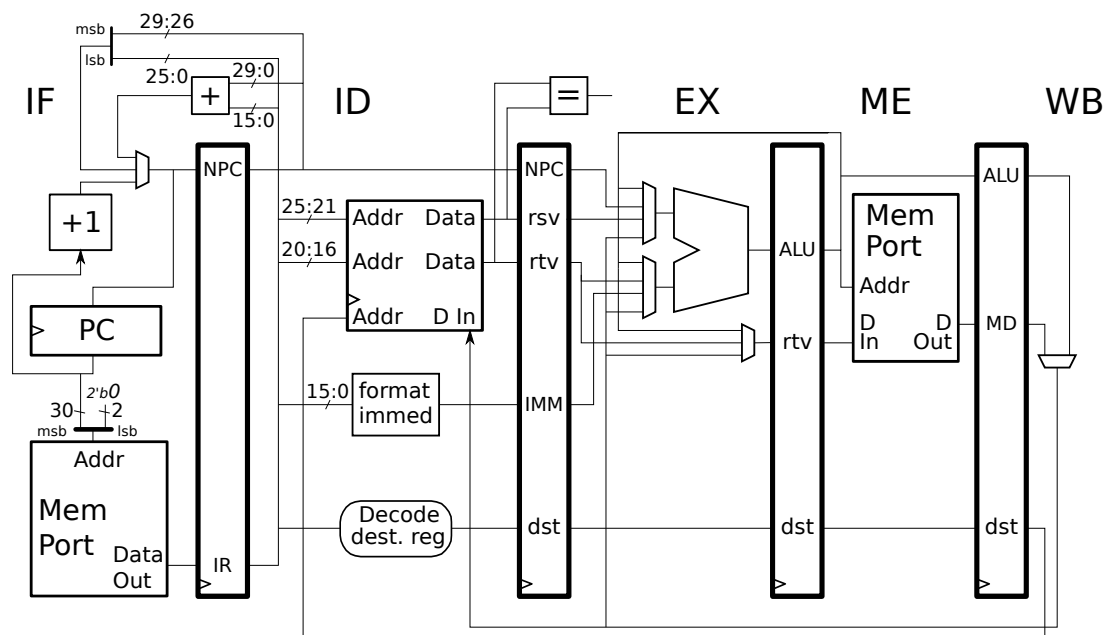 IF
ID
EX
ME
WB
msb
29:26
lsb
25:0
29:0
15:0
+
=
+1
PC
2'b0
30
2
msb
lsb
Addr
Mem
Port
Data
Out
NPC
IR
25:21
20:16
15:0
Addr Data
Addr Data
Addr D In
format
immed
Decode
dest. reg
NPC
rsv
rtv
IMM
dst
ALU
rtv
dst
Mem
Port
Addr
D D
In Out
ALU
MD
dst